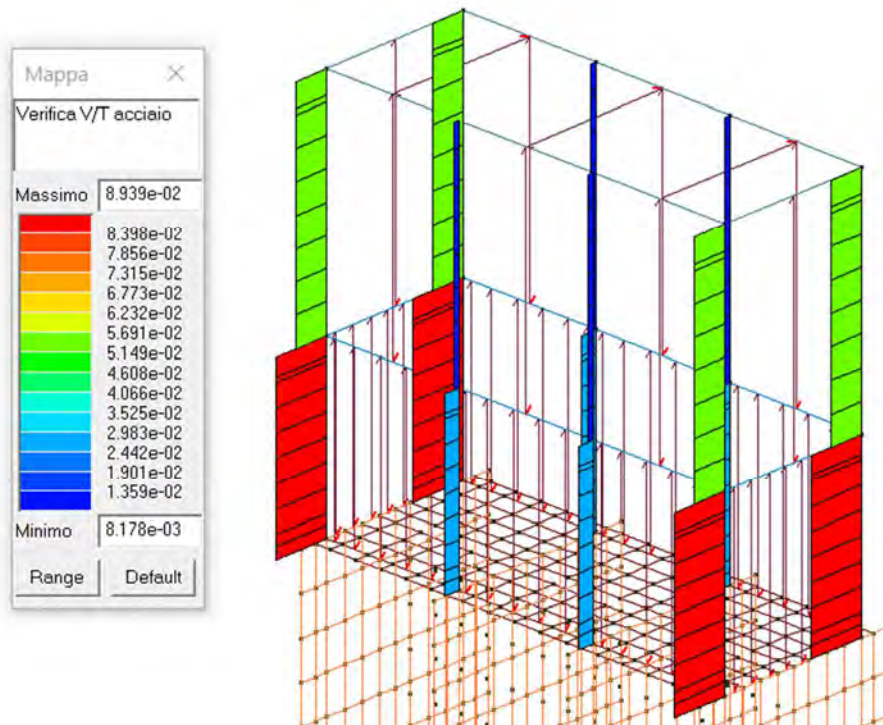 Mappa
Verifica V/T acciaio
Massimo 8.939e-02
8.398e-02
7.856e-02
7.315e-02
6.773e-02
6.232e-02
5.691e-02
5.149e-02
4.608e-02
4.066e-02
3.525e-02
2.983e-02
2.442e-02
1.901e-02
1.359e-02
Minimo 8.178e-03
Range Default